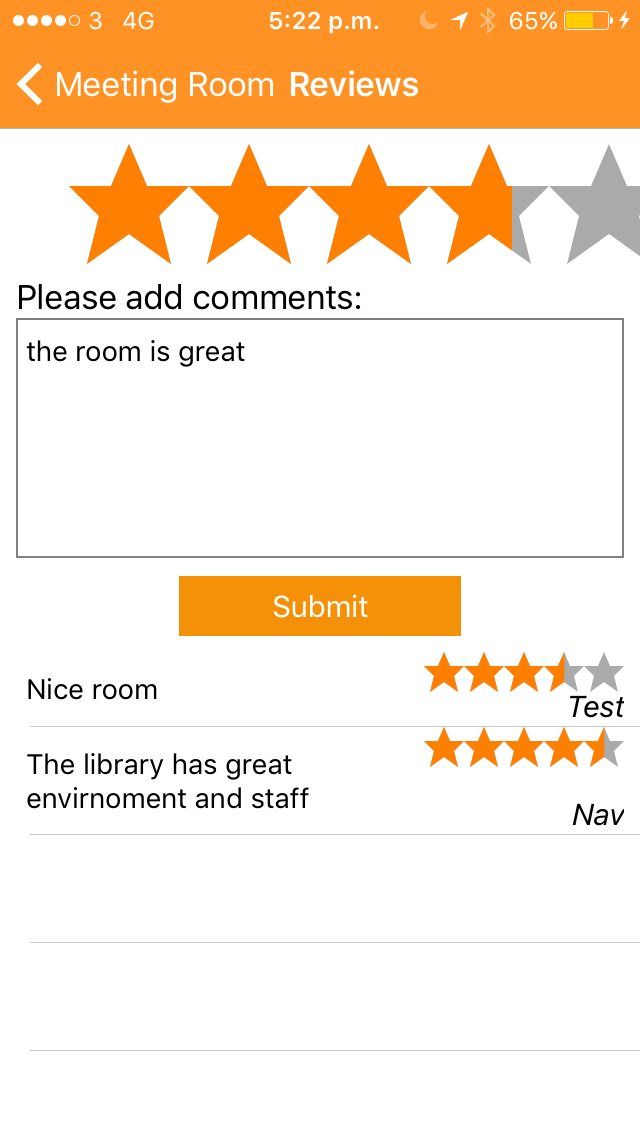 3 4G 5:22 p.m. 65%
Meeting Room Reviews
Please add comments:
the room is great
Submit
Nice room
Test
The library has great
envirnoment and staff
Nav